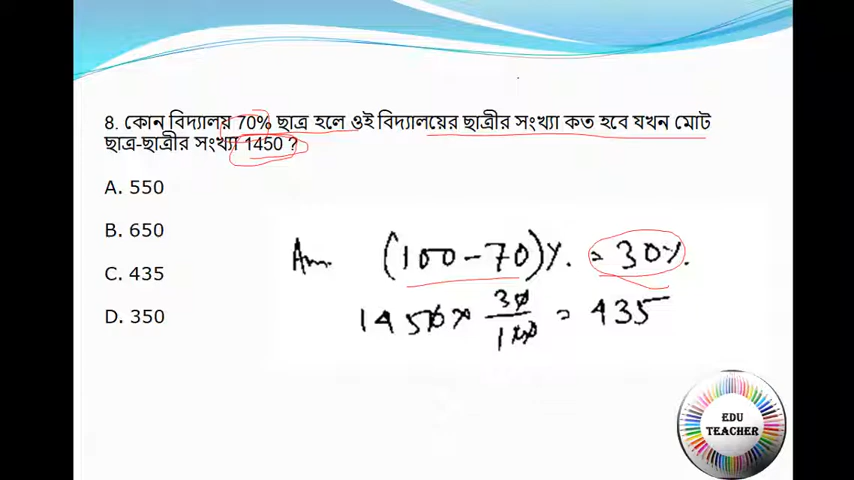 8. কোন বিদ্যালয় 70% ছাত্র হলে ওই বিদ্যালয়ের ছাত্রীর সংখ্যা কত হবে যখন মোট
ছাত্র-ছাত্রীর সংখ্যা 1450 ?
A. 550
B. 650
C. 435
D. 350
Ans. (100-70)%. = 30%.
1450 × 30/100 = 435
EDU
TEACHER